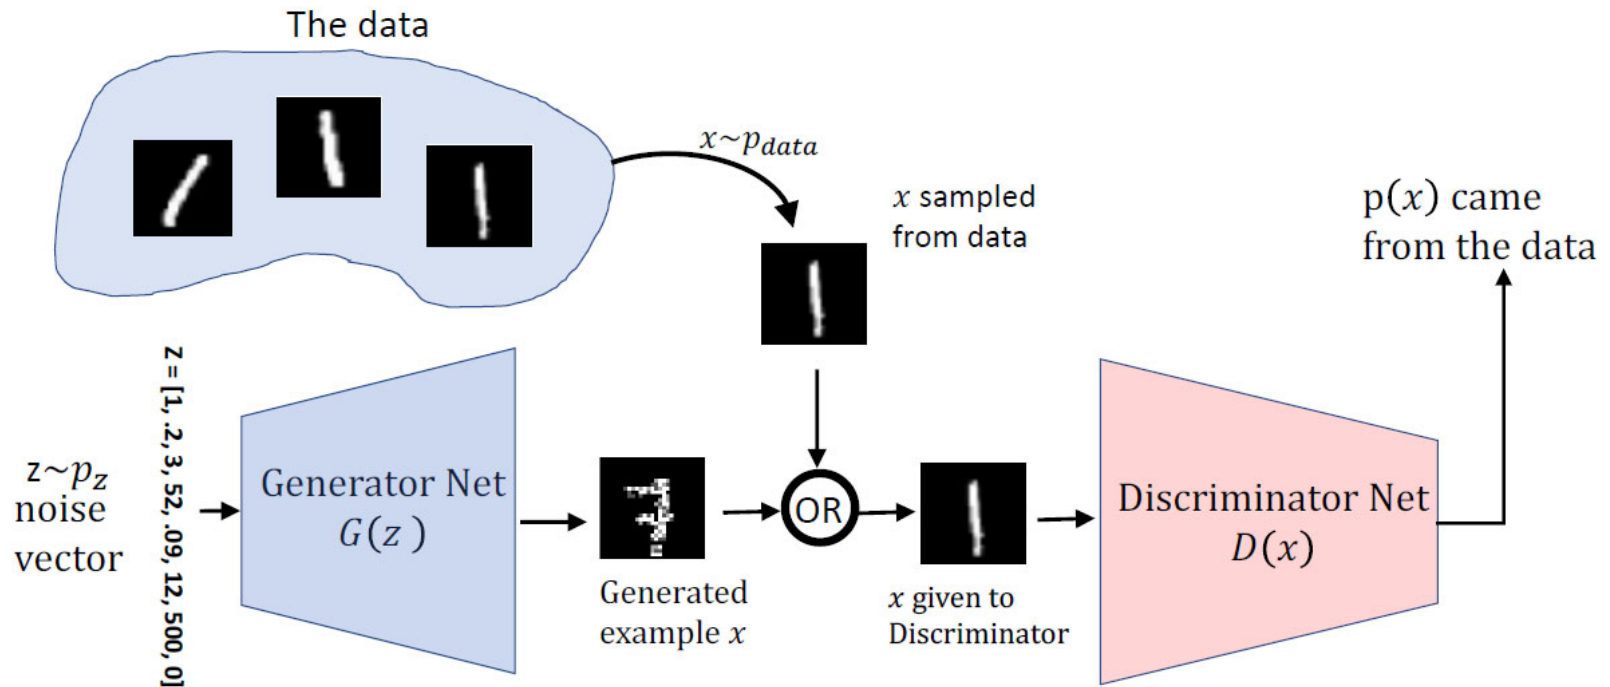 The data
x~p_data
x sampled
from data
p(x) came
from the data
z~p_z
noise
vector
Z = [1, .2, 3, 52, .09, 12, 500, 0]
Generator Net
G(z )
Generated
example x
OR
x given to
Discriminator
Discriminator Net
D(x)